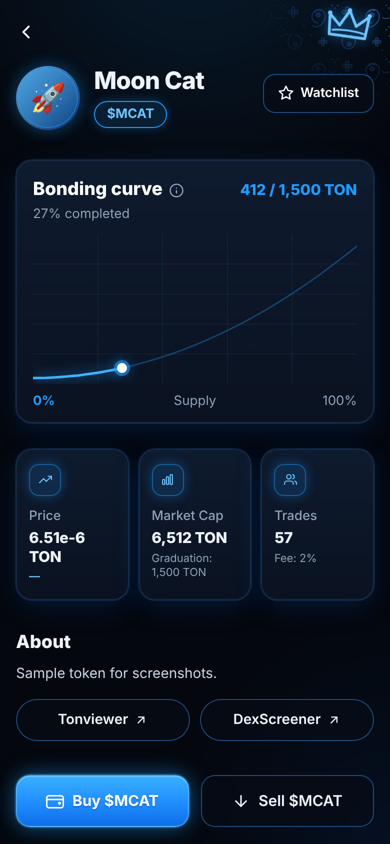 Moon Cat
$MCAT
Watchlist
Bonding curve
412 / 1,500 TON
27% completed
0%
Supply
100%
Price
6.51e-6
TON
—
Market Cap
6,512 TON
Graduation:
1,500 TON
Trades
57
Fee: 2%
About
Sample token for screenshots.
Tonviewer ↗
DexScreener ↗
Buy $MCAT
Sell $MCAT